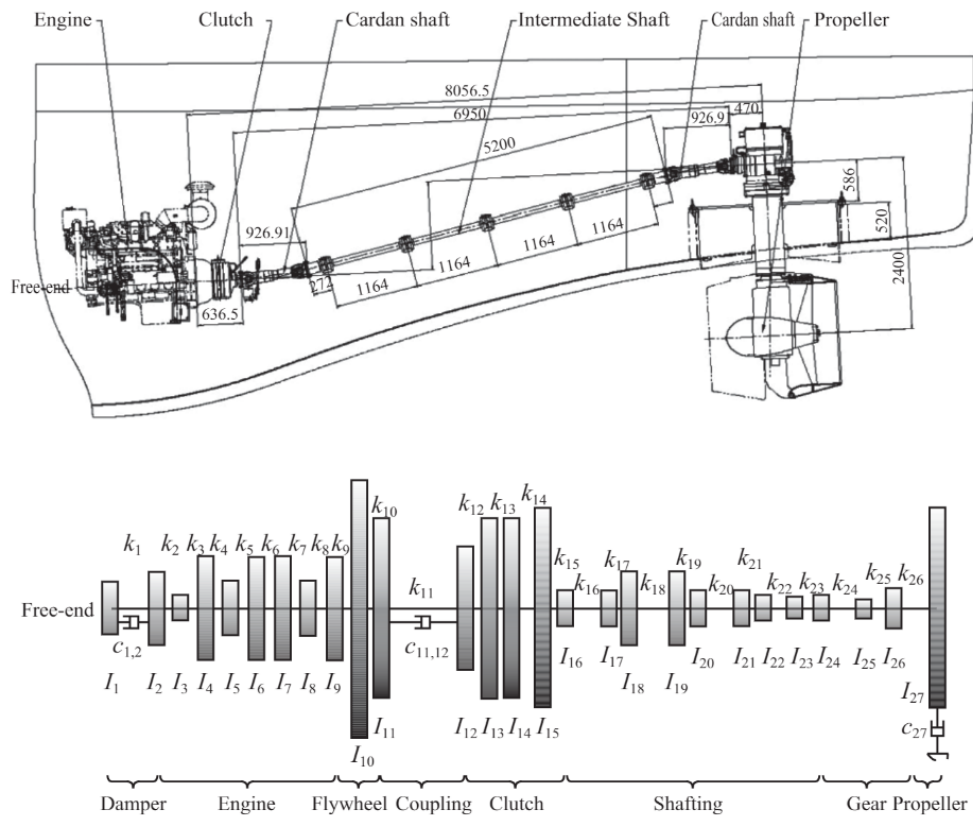 Engine Clutch Cardan shaft Intermediate Shaft Cardan shaft Propeller
8056.5
6950
470
926.9
5200
586
520
2400
926.91
1164
1164
1164
1164
1164
272
Free-end
636.5
k14
k10 k12 k13
k1 k2 k3 k4 k5 k6 k7 k8 k9 k11 k15 k16 k17 k18 k19 k20 k21 k22 k23 k24 k25 k26
Free-end
c1,2 c11,12
I1 I2 I3 I4 I5 I6 I7 I8 I9 I10 I11 I12 I13 I14 I15 I16 I17 I18 I19 I20 I21 I22 I23 I24 I25 I26 I27
c27
Damper Engine Flywheel Coupling Clutch Shafting Gear Propeller